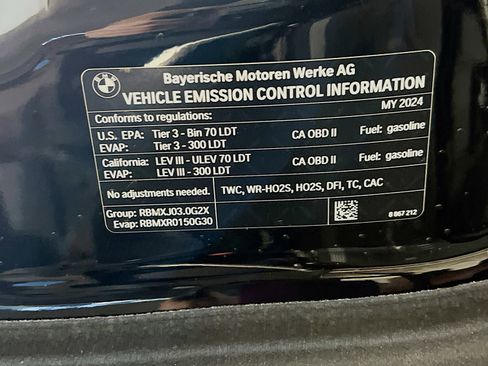 BMW
Bayerische Motoren Werke AG
VEHICLE EMISSION CONTROL INFORMATION
MY 2024
Conforms to regulations:
U.S. EPA: Tier 3 - Bin 70 LDT CA OBD II Fuel: gasoline
EVAP: Tier 3 - 300 LDT
California: LEV III - ULEV 70 LDT CA OBD II Fuel: gasoline
EVAP: LEV III - 300 LDT
No adjustments needed. TWC, WR-HO2S, HO2S, DFI, TC, CAC
Group: RBMXJ03.0G2X
Evap: RBMXR0150G30 8 867 212